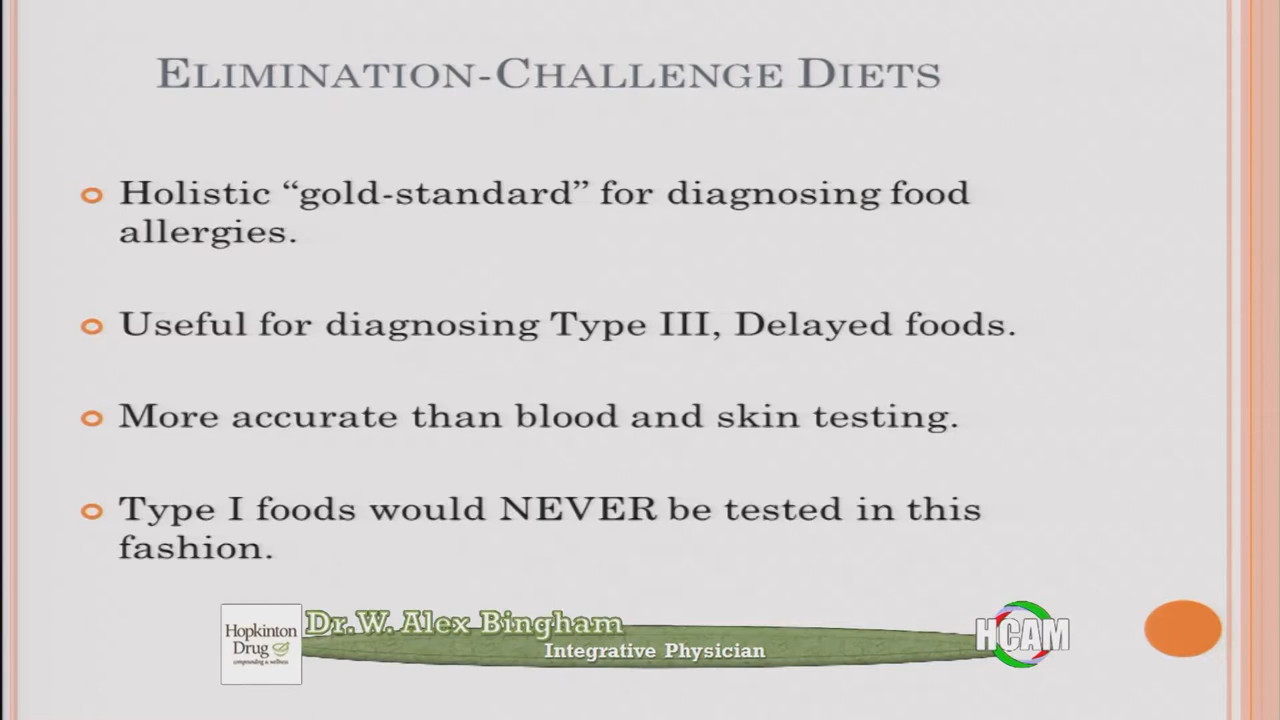 ELIMINATION-CHALLENGE DIETS
Holistic “gold-standard” for diagnosing food
allergies.
Useful for diagnosing Type III, Delayed foods.
More accurate than blood and skin testing.
Type I foods would NEVER be tested in this
fashion.
Hopkinton
Drug
compounding & wellness
Dr. W. Alex Bingham
Integrative Physician
HCAM